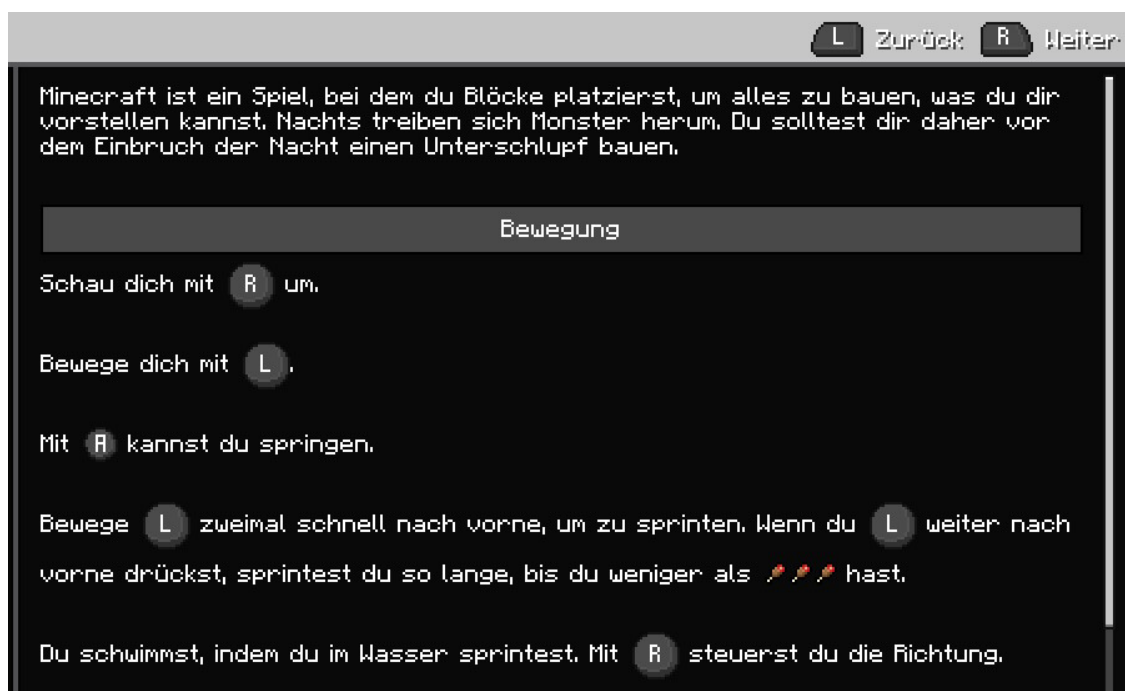 L Zurück R Weiter
Minecraft ist ein Spiel, bei dem du Blöcke platzierst, um alles zu bauen, was du dir
vorstellen kannst. Nachts treiben sich Monster herum. Du solltest dir daher vor
dem Einbruch der Nacht einen Unterschlupf bauen.
Bewegung
Schau dich mit R um.
Bewege dich mit L.
Mit A kannst du springen.
Bewege L zweimal schnell nach vorne, um zu sprinten. Wenn du L weiter nach
vorne drückst, sprintest du so lange, bis du weniger als hast.
Du schwimmst, indem du im Wasser sprintest. Mit R steuerst du die Richtung.